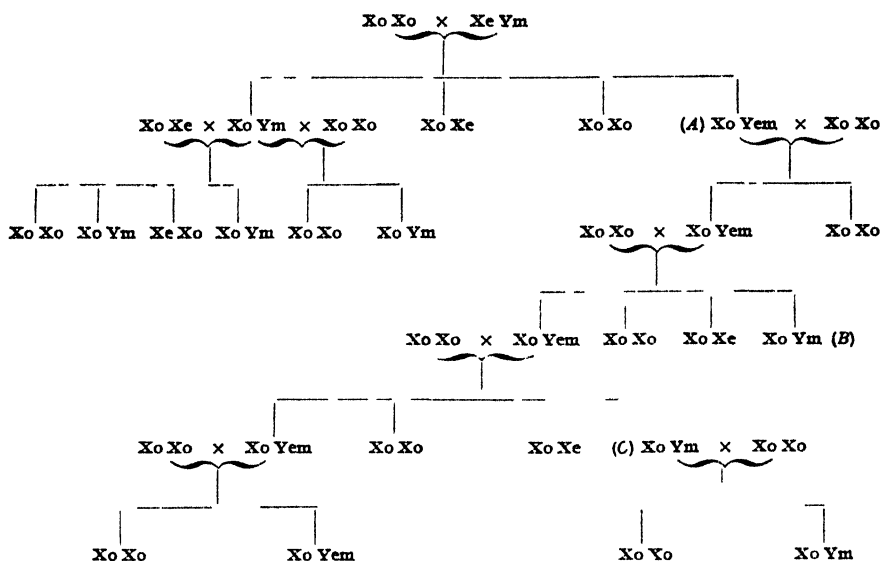 Xo Xo × Xe Ym
Xo Xe × Xo Ym × Xo Xo Xo Xe Xo Xo (A) Xo Yem × Xo Xo
Xo Xo Xo Ym Xe Xo Xo Ym Xo Xo Xo Ym Xo Xo × Xo Yem Xo Xo
Xo Xo × Xo Yem Xo Xo Xo Xe Xo Ym (B)
Xo Xo × Xo Yem Xo Xo Xo Xe (C) Xo Ym × Xo Xo
Xo Xo Xo Yem Xo Yo Xo Ym